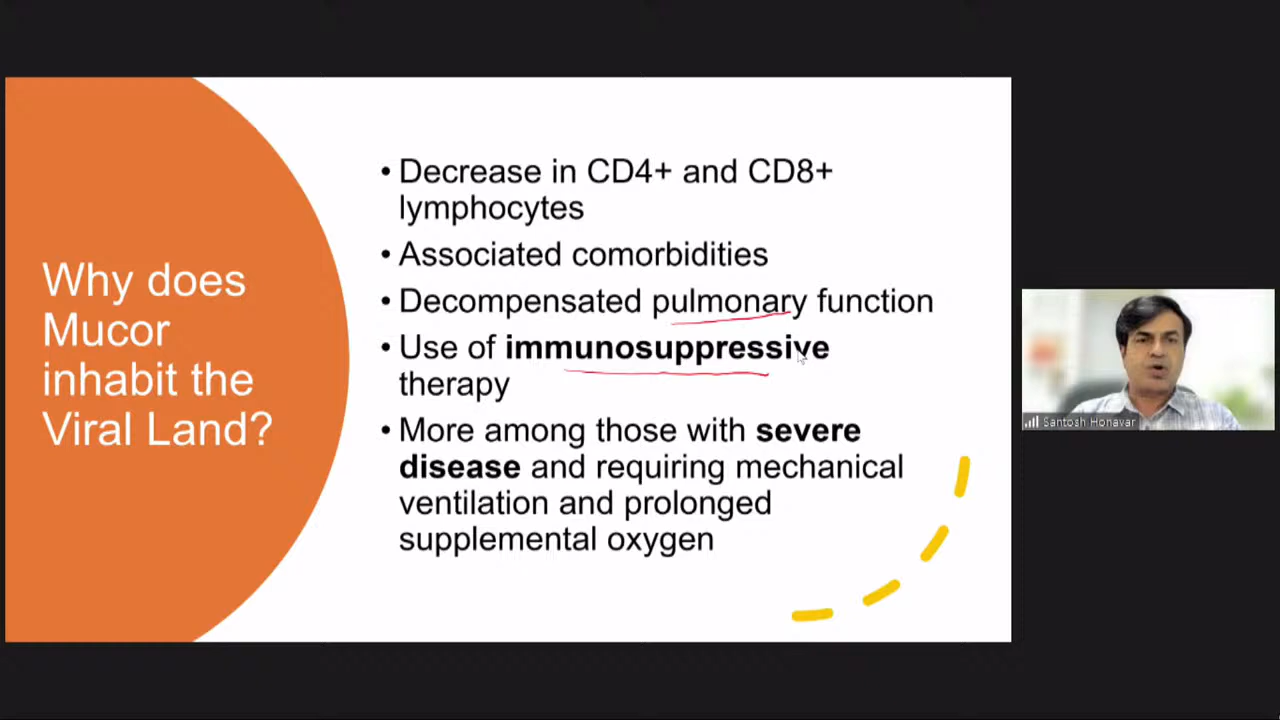 Why does
Mucor
inhabit the
Viral Land?
• Decrease in CD4+ and CD8+
lymphocytes
• Associated comorbidities
• Decompensated pulmonary function
• Use of immunosuppressive
therapy
• More among those with severe
disease and requiring mechanical
ventilation and prolonged
supplemental oxygen
Santosh Honavar